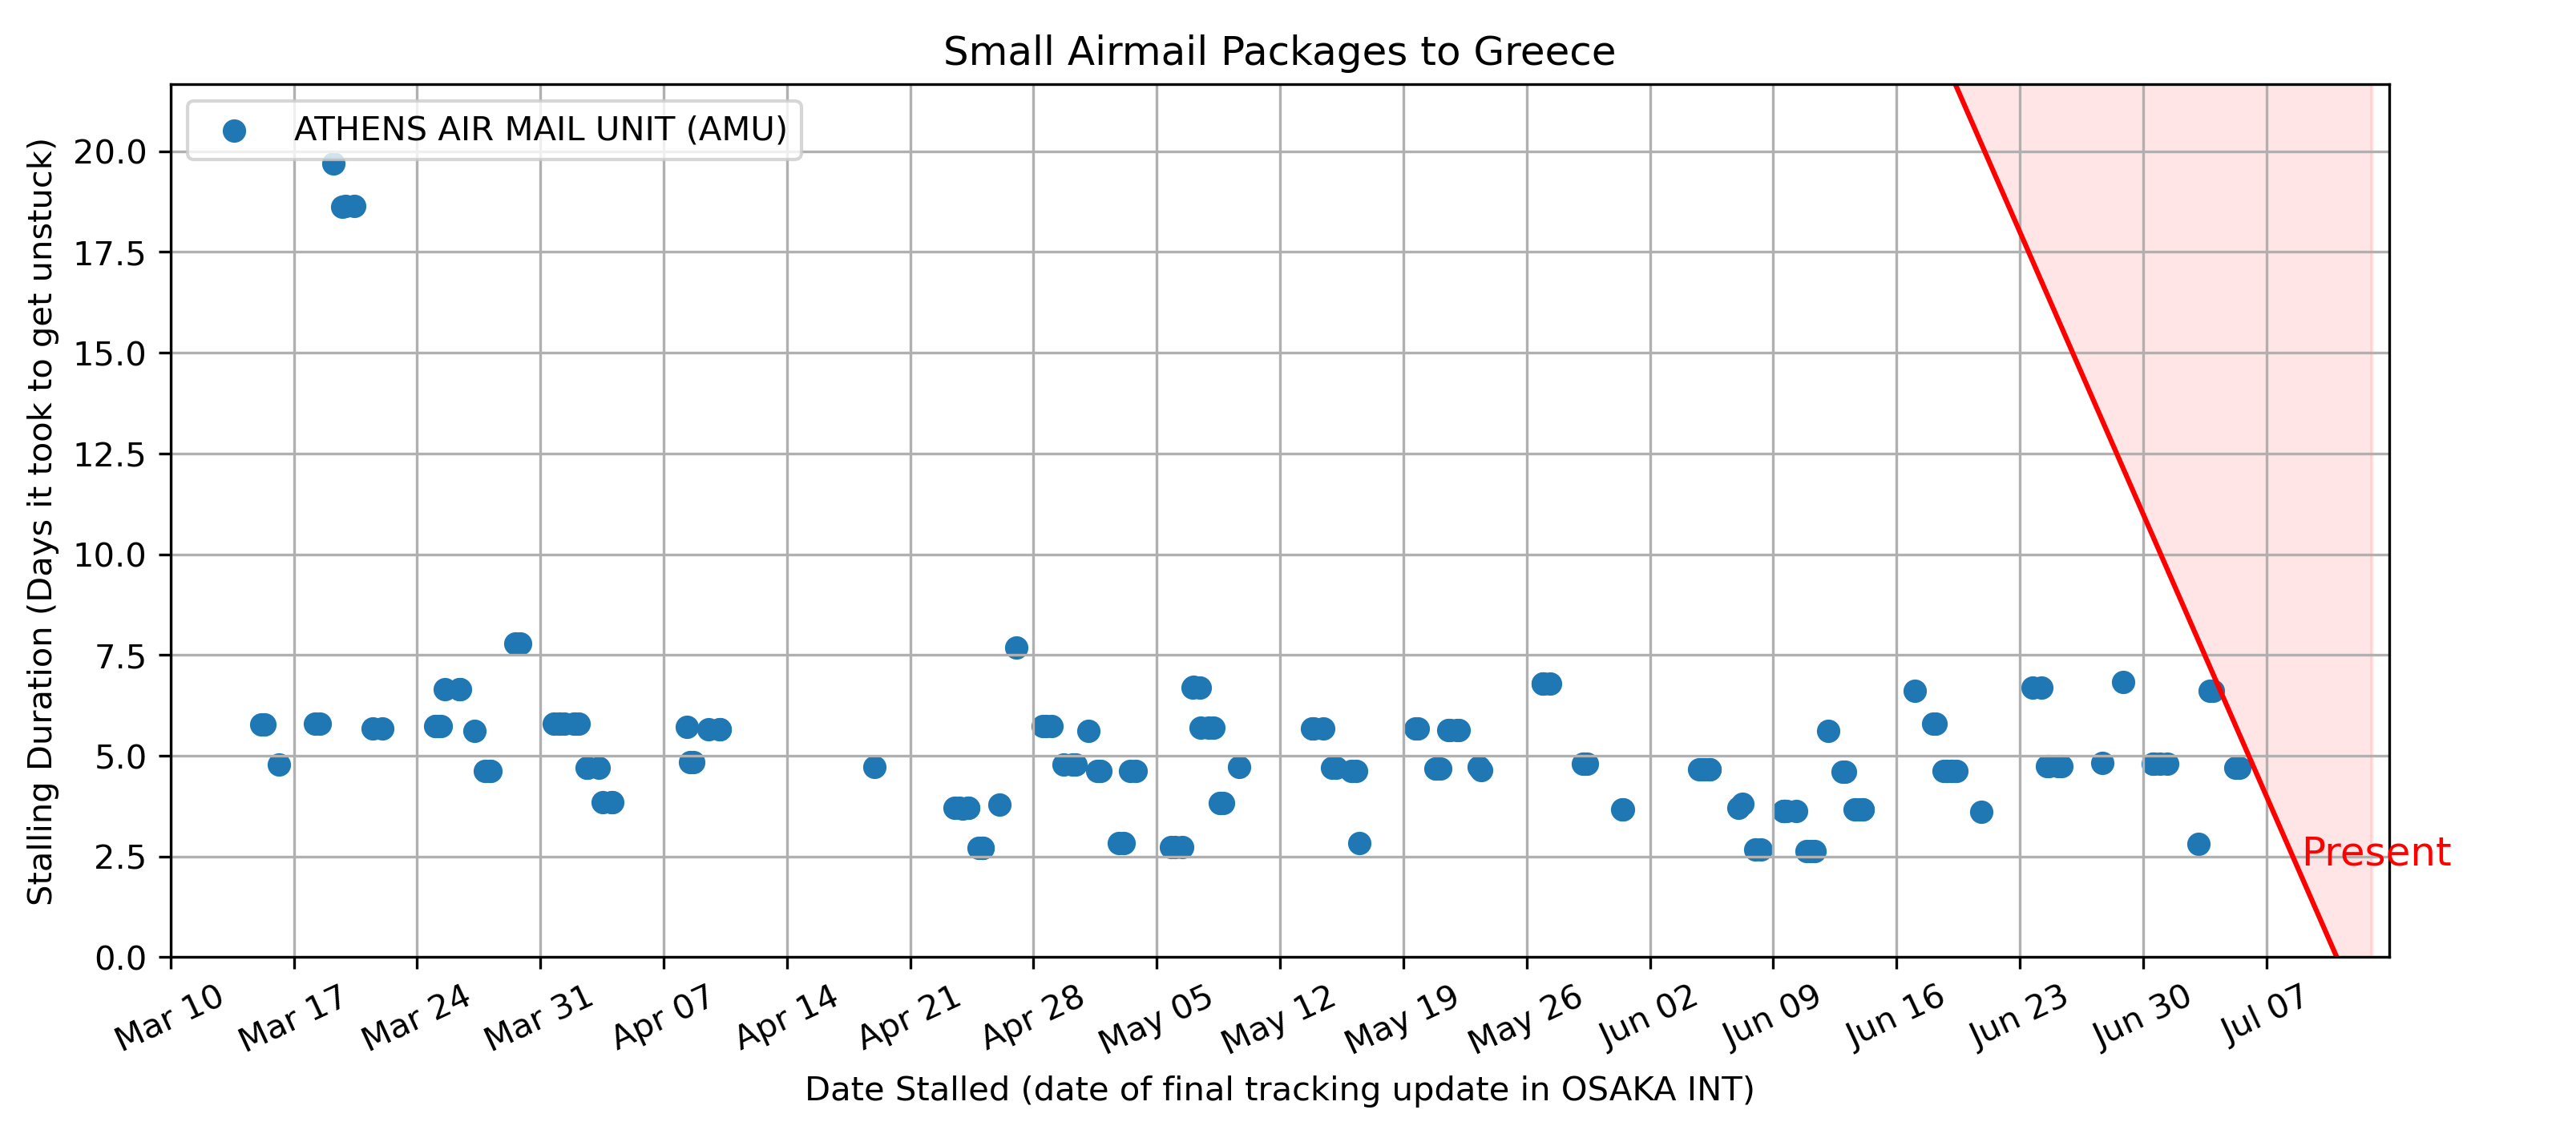 Small Airmail Packages to Greece
ATHENS AIR MAIL UNIT (AMU)
Stalling Duration (Days it took to get unstuck)
20.0
17.5
15.0
12.5
10.0
7.5
5.0
2.5
0.0
Present
Mar 10 Mar 17 Mar 24 Mar 31 Apr 07 Apr 14 Apr 21 Apr 28 May 05 May 12 May 19 May 26 Jun 02 Jun 09 Jun 16 Jun 23 Jun 30 Jul 07
Date Stalled (date of final tracking update in OSAKA INT)